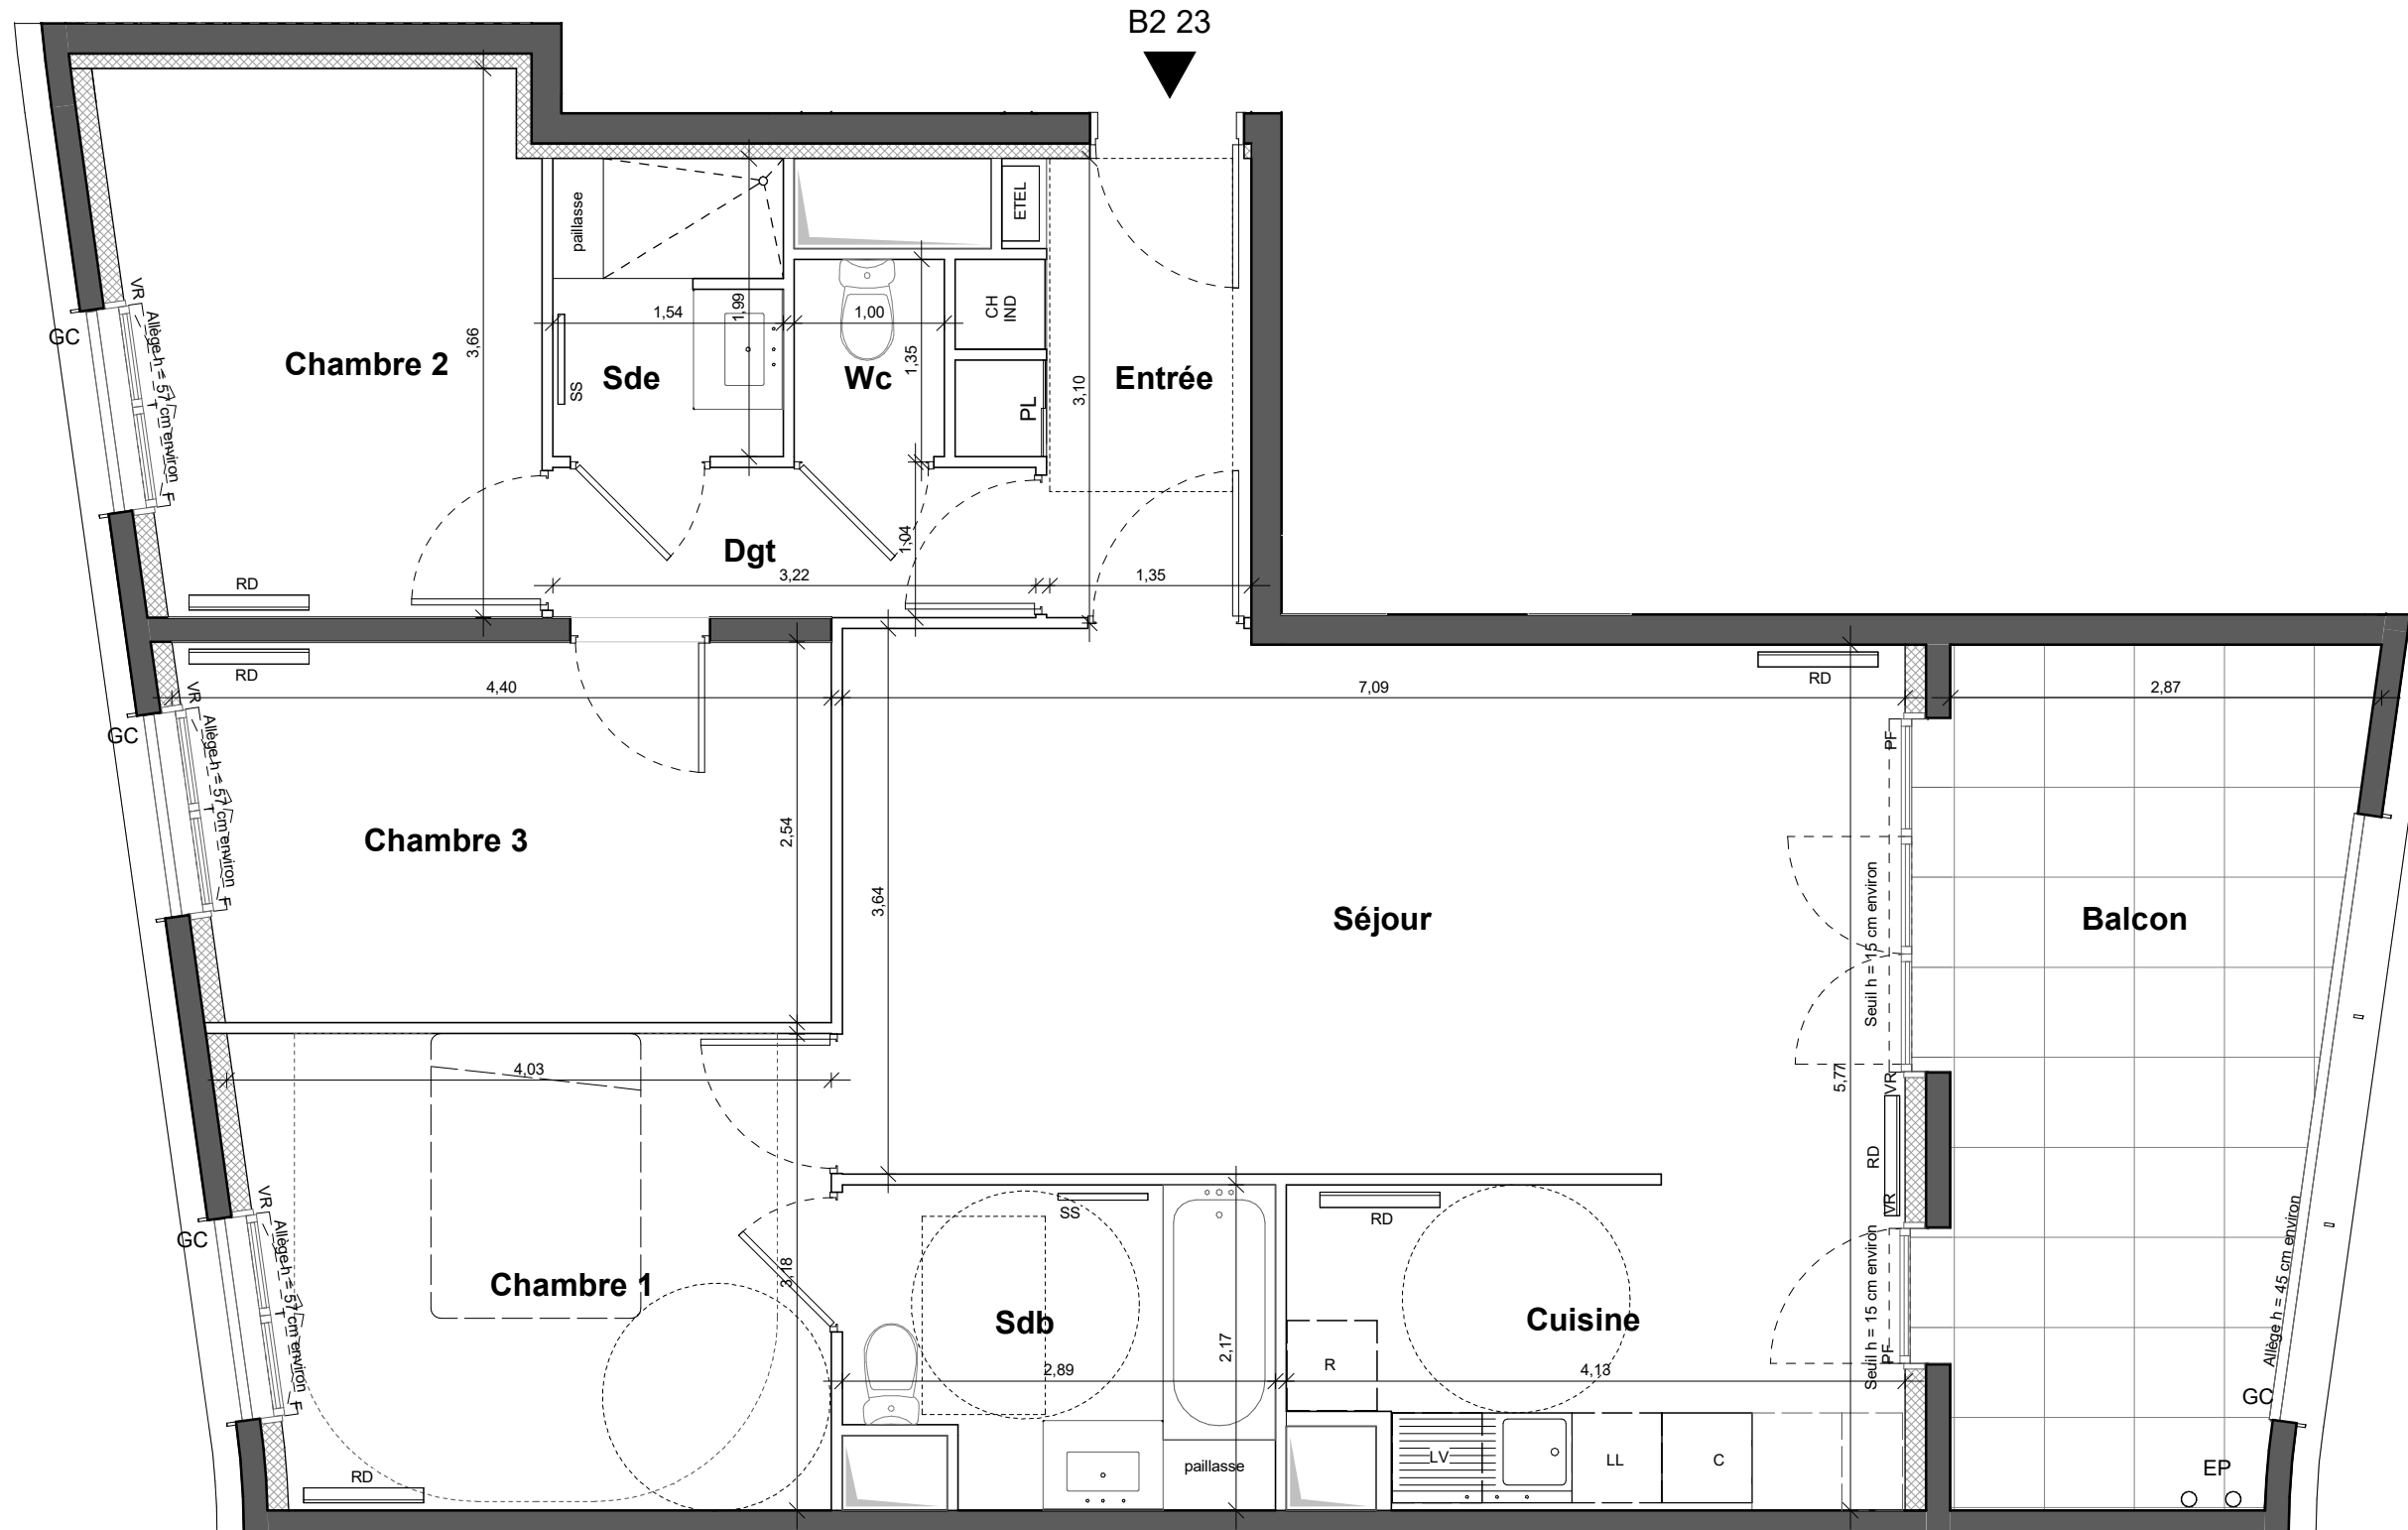 B2 23
paillasse
ETEL
1,54
1,99
1,00
CH
IND
VR
Allège h = 57 cm environ
T
F
GC
3,66
Chambre 2
Sde
SS
Wc
1,35
PL
3,10
Entrée
Dgt
1,04
3,22
1,35
RD
RD
VR
Allège h = 57 cm environ
T
F
GC
4,40
7,09
RD
2,87
PF
Chambre 3
2,54
3,64
Séjour
Seuil h = 15 cm environ
Balcon
4,03
5,77
VR
RD
VR
SS
RD
VR
Allège h = 57 cm environ
T
F
GC
Chambre 1
3,18
Sdb
2,17
2,89
R
Cuisine
4,13
Seuil h = 15 cm environ
PF
Allège h = 45 cm environ
GC
RD
paillasse
LV
LL
C
EP